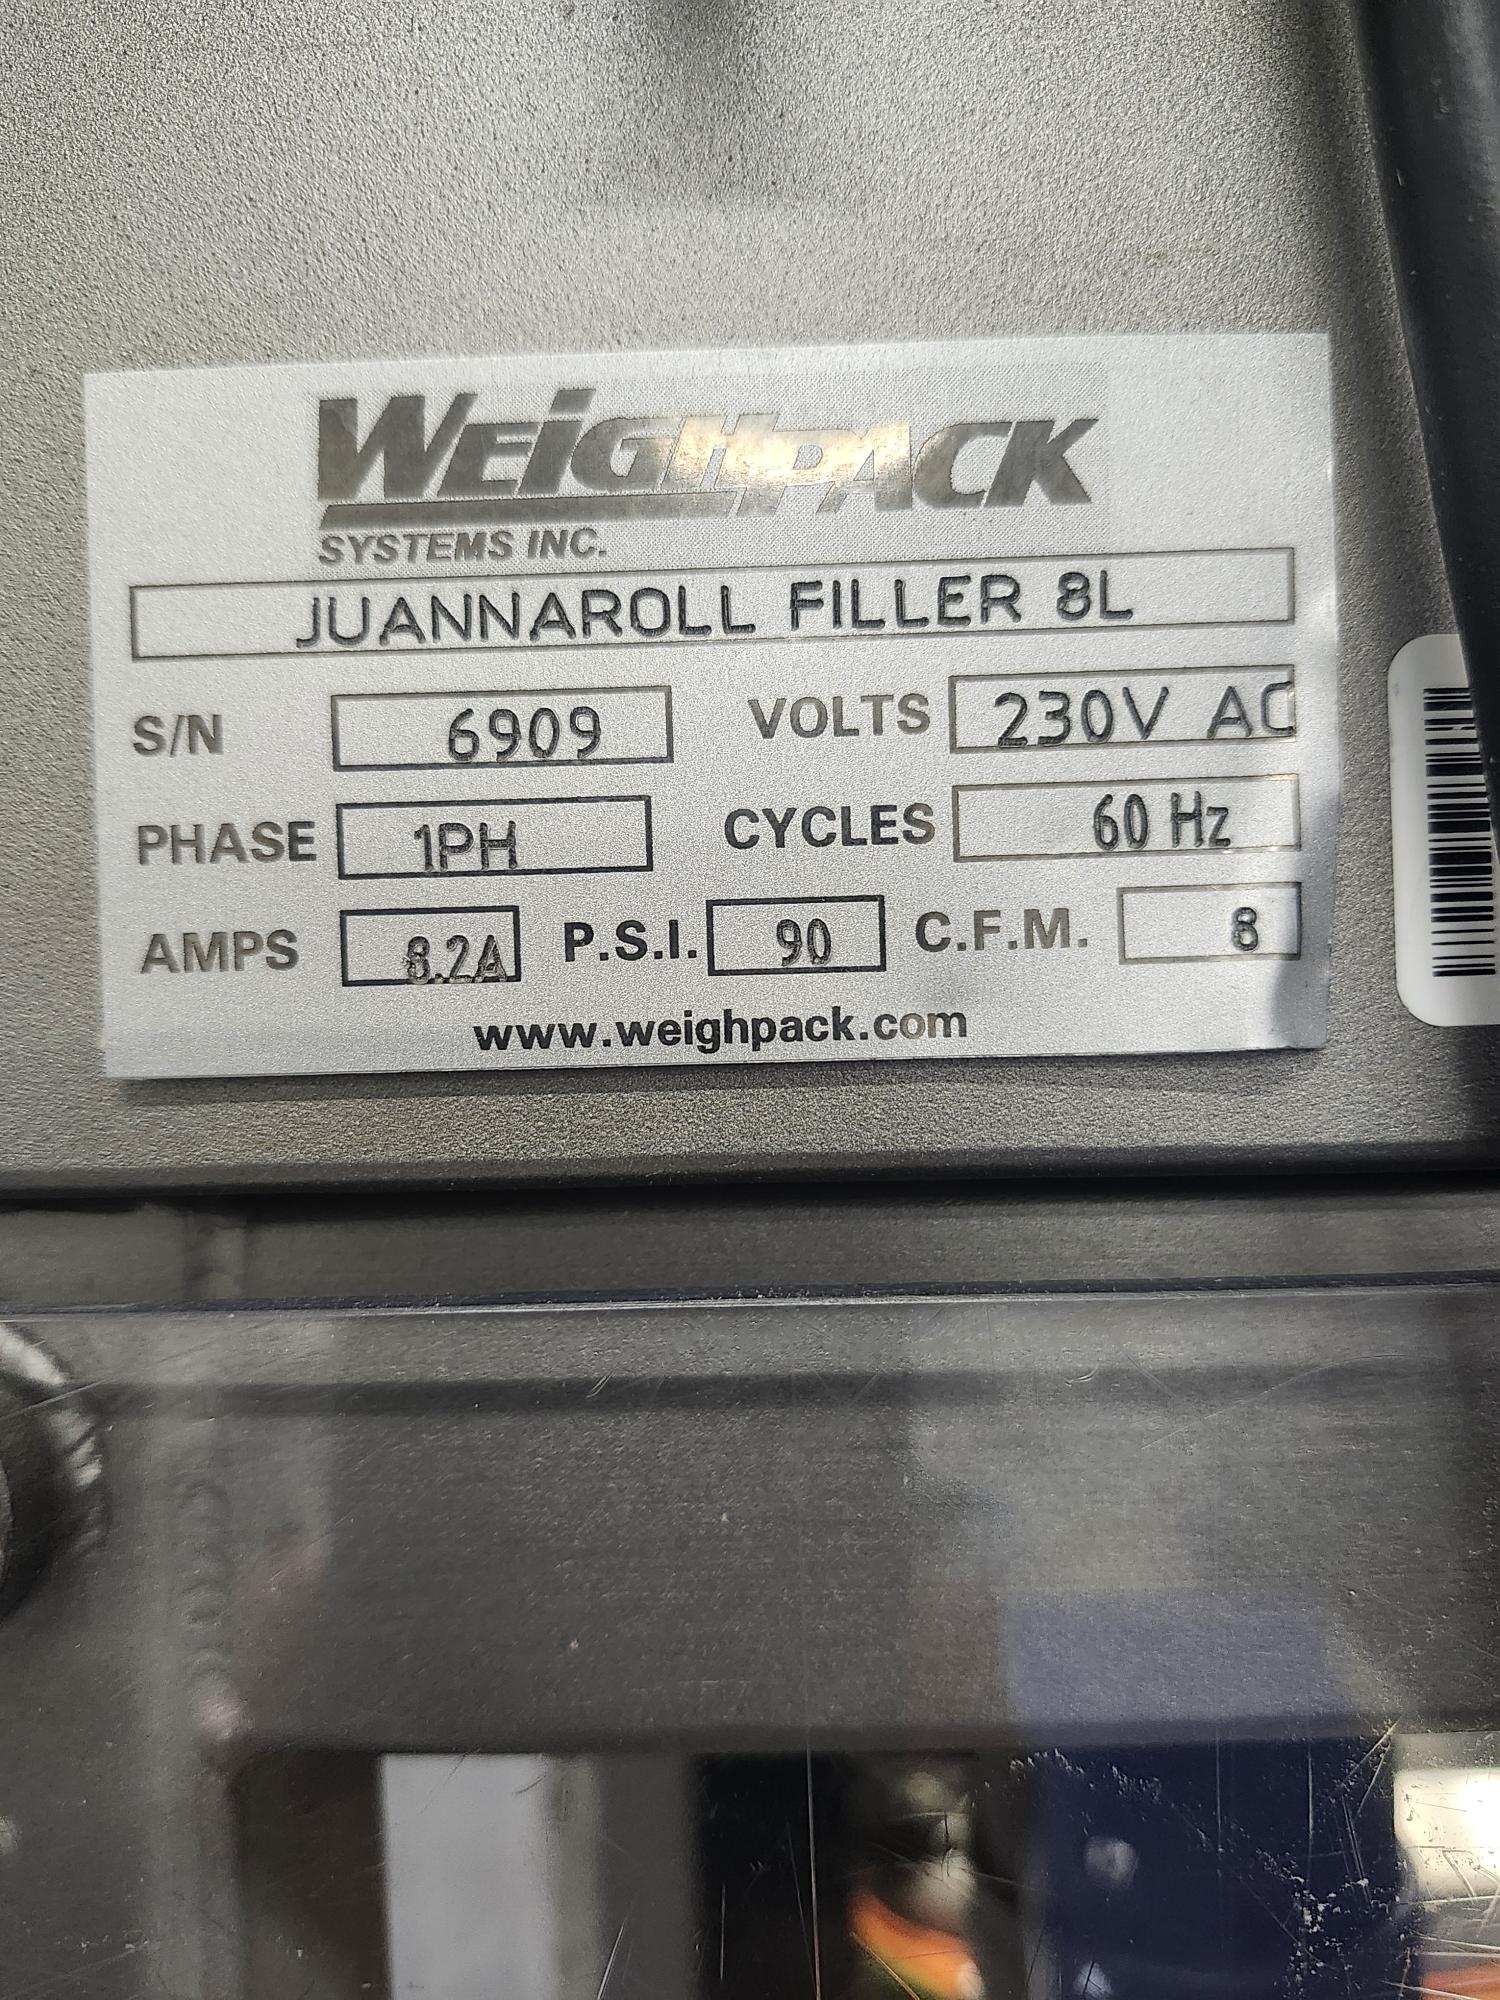 WEiGHPACK
SYSTEMS INC.
JUANNAROLL FILLER 8L
S/N 6909 VOLTS 230V AC
PHASE 1PH CYCLES 60 Hz
AMPS 8.2A P.S.I. 90 C.F.M. 8
www.weighpack.com